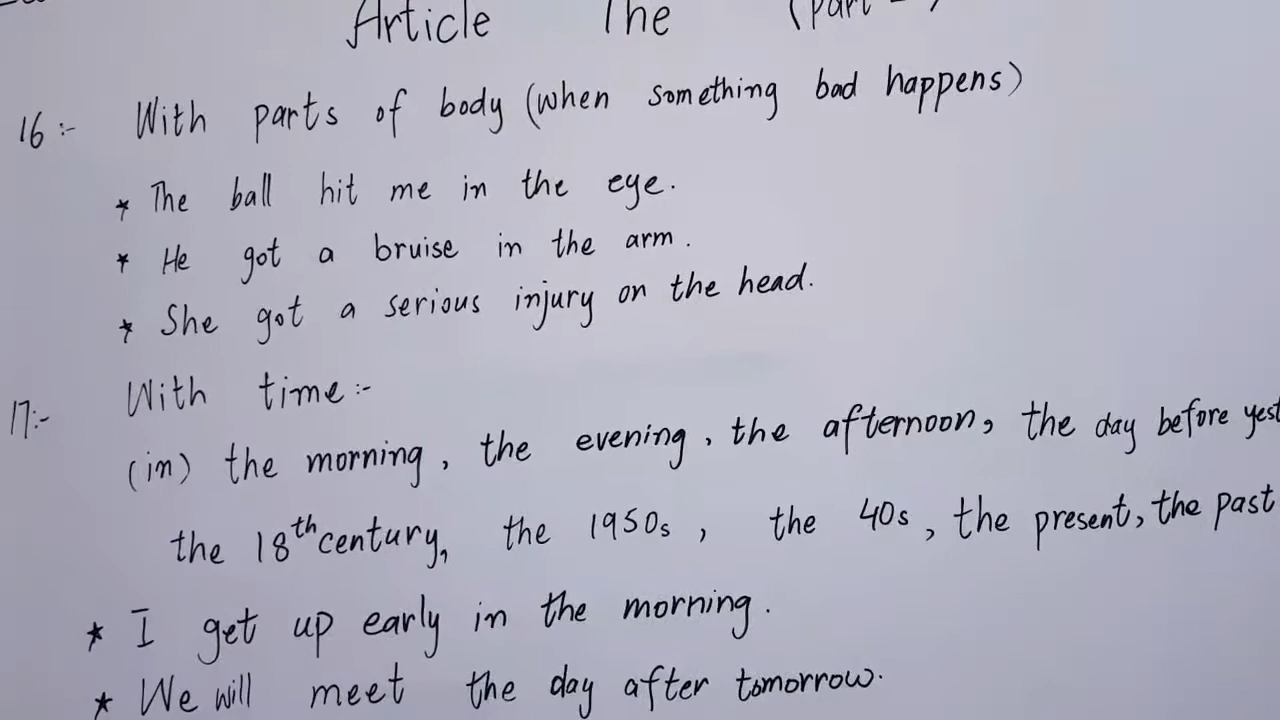 Article The (Part
16:- With parts of body (when something bad happens)
* The ball hit me in the eye.
* He got a bruise in the arm.
* She got a serious injury on the head.
17:- With time:-
(in) the morning, the evening, the afternoon, the day before yest
the 18th century, the 1950s, the 40s, the present, the past
* I get up early in the morning.
* We will meet the day after tomorrow.